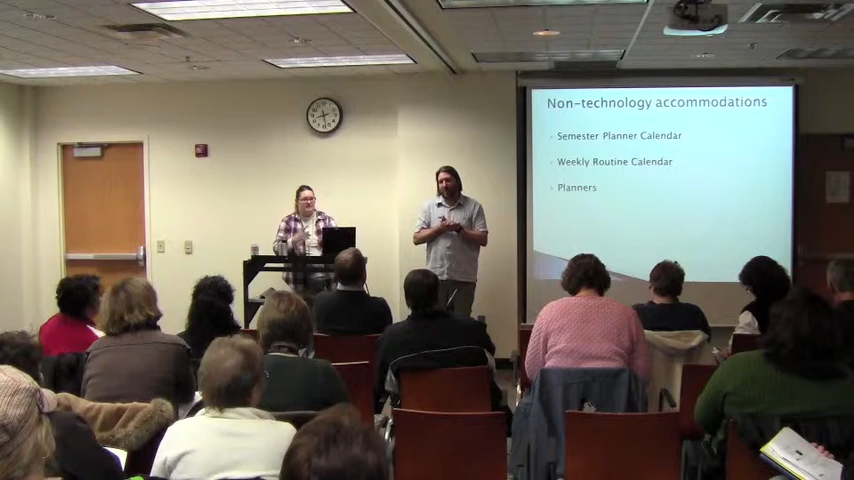 Non-technology accommodations
Semester Planner Calendar
Weekly Routine Calendar
Planners